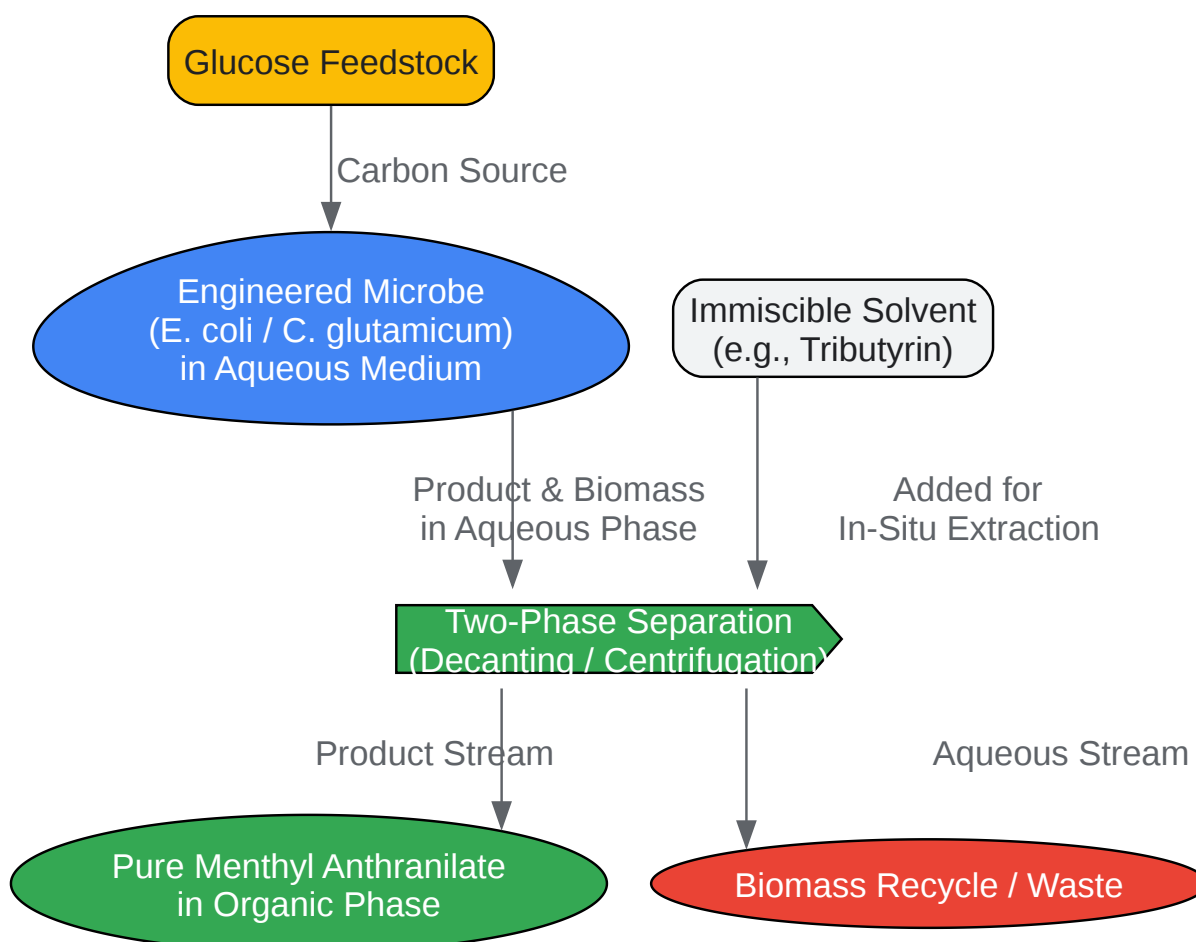 Glucose Feedstock
Carbon Source
Engineered Microbe
(E. coli / C. glutamicum)
in Aqueous Medium
Immiscible Solvent
(e.g., Tributyrin)
Product & Biomass
in Aqueous Phase
Added for
In-Situ Extraction
Two-Phase Separation
(Decanting / Centrifugation)
Product Stream
Aqueous Stream
Pure Menthyl Anthranilate
in Organic Phase
Biomass Recycle / Waste